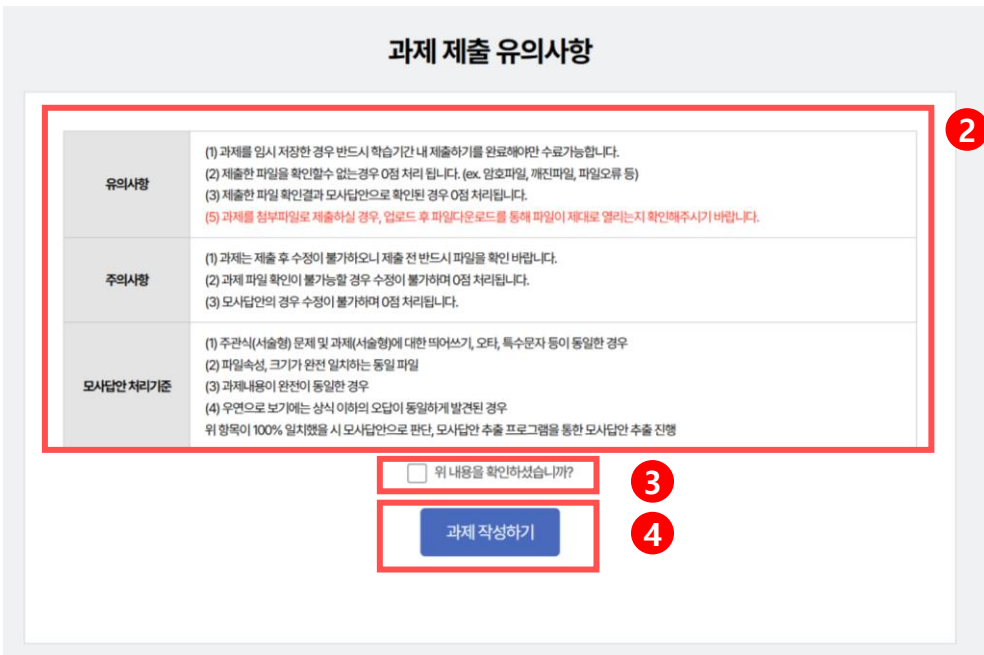 과제 제출 유의사항
2
유의사항
(1) 과제를 임시 저장한 경우 반드시 학습기간 내 제출하기를 완료해야만 수료가능합니다.
(2) 제출한 파일을 확인할수 없는경우 0점 처리 됩니다. (ex. 암호파일, 깨진파일, 파일오류 등)
(3) 제출한 파일 확인결과 모사답안으로 확인된 경우 0점 처리됩니다.
(5) 과제를 첨부파일로 제출하실 경우, 업로드 후 파일다운로드를 통해 파일이 제대로 열리는지 확인해주시기 바랍니다.
주의사항
(1) 과제는 제출 후 수정이 불가하오니 제출 전 반드시 파일을 확인 바랍니다.
(2) 과제 파일 확인이 불가능할 경우 수정이 불가하며 0점 처리됩니다.
(3) 모사답안의 경우 수정이 불가하며 0점 처리됩니다.
모사답안 처리기준
(1) 주관식(서술형) 문제 및 과제(서술형)에 대한 띄어쓰기, 오타, 특수문자 등이 동일한 경우
(2) 파일속성, 크기가 완전 일치하는 동일 파일
(3) 과제내용이 완전이 동일한 경우
(4) 우연으로 보기에는 상식 이하의 오답이 동일하게 발견된 경우
위 항목이 100% 일치했을 시 모사답안으로 판단, 모사답안 추출 프로그램을 통한 모사답안 추출 진행
위 내용을 확인하셨습니까?
3
과제 작성하기
4